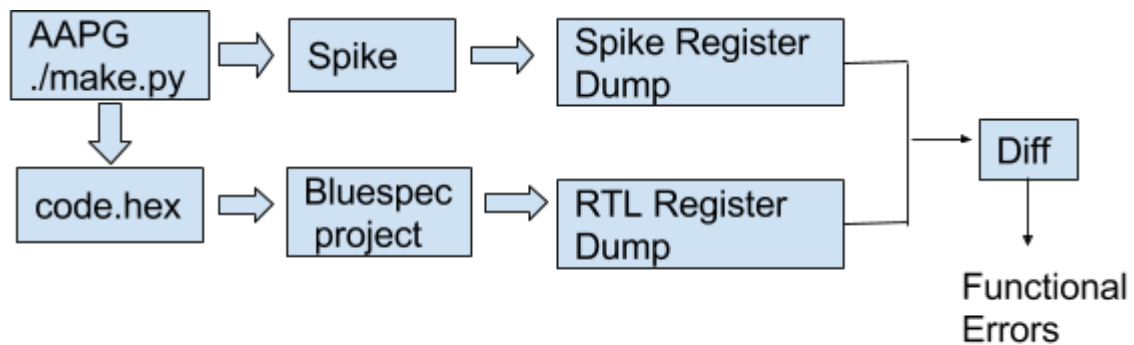 AAPG
./make.py
Spike
Spike Register
Dump
Diff
code.hex
Bluespec
project
RTL Register
Dump
Functional
Errors